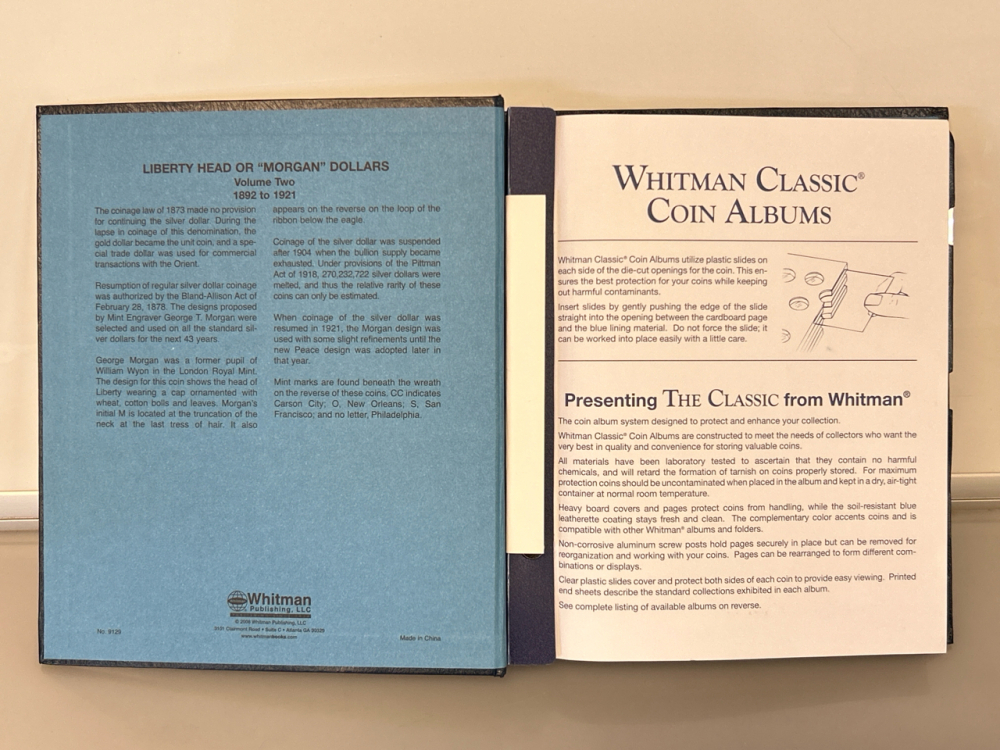 LIBERTY HEAD OR "MORGAN" DOLLARS
Volume Two
1892 to 1921
The coinage law of 1873 made no provision
for continuing the silver dollar. During the
lapse in coinage of this denomination, the
gold dollar became the unit coin, and a spe-
cial trade dollar was used for commercial
transactions with the Orient.
Resumption of regular silver dollar coinage
was authorized by the Bland-Allison Act of
February 28, 1878. The designs proposed
by Mint Engraver George T. Morgan were
selected and used on all the standard sil-
ver dollars for the next 43 years.
George Morgan was a former pupil of
William Wyon in the London Royal Mint.
The design for this coin shows the head of
Liberty wearing a cap ornamented with
wheat, cotton bolls and leaves. Morgan's
initial M is located at the truncation of the
neck at the last tress of hair. It also
appears on the reverse on the loop of the
ribbon below the eagle.
Coinage of the silver dollar was suspended
after 1904 when the bullion supply became
exhausted. Under provisions of the Pittman
Act of 1918, 270,232,722 silver dollars were
melted, and thus the relative rarity of these
coins can only be estimated.
When coinage of the silver dollar was
resumed in 1921, the Morgan design was
used with some slight refinements until the
new Peace design was adopted later in
that year.
Mint marks are found beneath the wreath
on the reverse of these coins. CC indicates
Carson City; O, New Orleans; S, San
Francisco; and no letter, Philadelphia.
Whitman
Publishing, LLC
Whitman Publishing, LLC
3101 Clairmont Road • Suite C • Atlanta GA 30329
www.whitmanbooks.com
No. 9129
Made in China
WHITMAN CLASSIC®
COIN ALBUMS
Whitman Classic® Coin Albums utilize plastic slides on
each side of the die-cut openings for the coin. This en-
sures the best protection for your coins while keeping
out harmful contaminants.
Insert slides by gently pushing the edge of the slide
straight into the opening between the cardboard page
and the blue lining material. Do not force the slide; it
can be worked into place easily with a little care.
Presenting THE CLASSIC from Whitman®
The coin album system designed to protect and enhance your collection.
Whitman Classic® Coin Albums are constructed to meet the needs of collectors who want the
very best in quality and convenience for storing valuable coins.
All materials have been laboratory tested to ascertain that they contain no harmful
chemicals, and will retard the formation of tarnish on coins properly stored. For maximum
protection coins should be uncontaminated when placed in the album and kept in a dry, air-tight
container at normal room temperature.
Heavy board covers and pages protect coins from handling, while the soil-resistant blue
leatherette coating stays fresh and clean. The complementary color accents coins and is
compatible with other Whitman® albums and folders.
Non-corrosive aluminum screw posts hold pages securely in place but can be removed for
reorganization and working with your coins. Pages can be rearranged to form different com-
binations or displays.
Clear plastic slides cover and protect both sides of each coin to provide easy viewing. Printed
end sheets describe the standard collections exhibited in each album.
See complete listing of available albums on reverse.